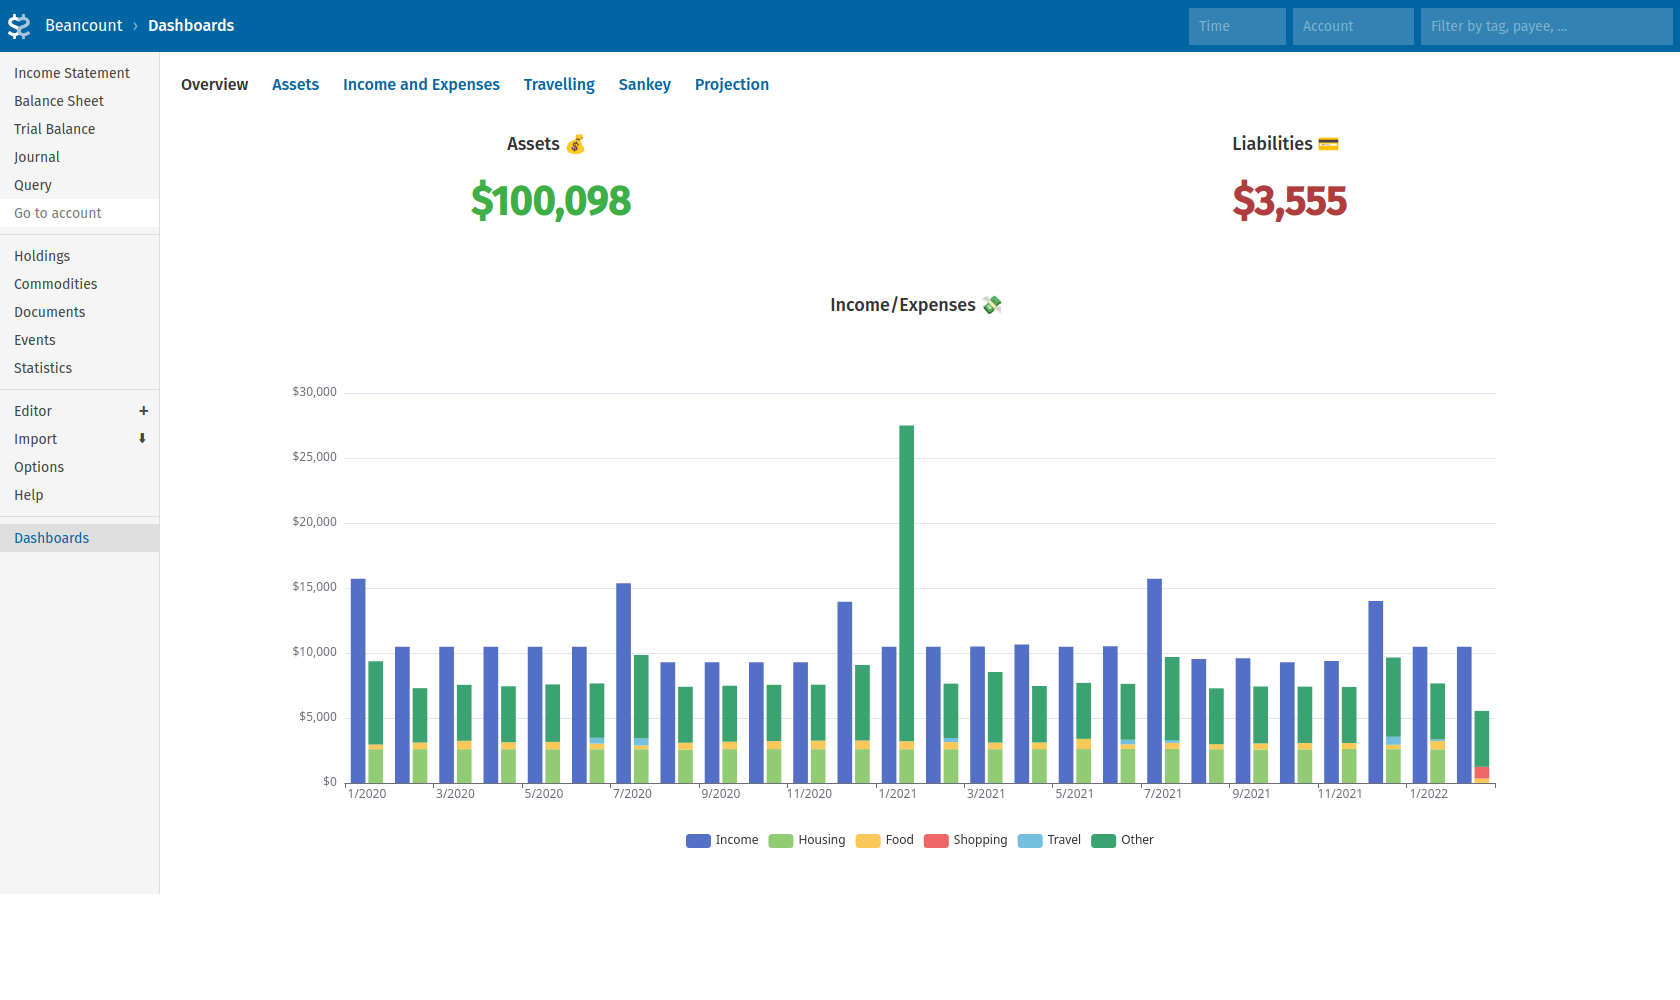 Beancount › Dashboards
Time
Account
Filter by tag, payee, ...
Income Statement
Balance Sheet
Trial Balance
Journal
Query
Go to account
Holdings
Commodities
Documents
Events
Statistics
Editor +
Import ⬇
Options
Help
Dashboards
Overview Assets Income and Expenses Travelling Sankey Projection
Assets 💰
$100,098
Liabilities 💳
$3,555
Income/Expenses 💸
$30,000
$25,000
$20,000
$15,000
$10,000
$5,000
$0
1/2020 3/2020 5/2020 7/2020 9/2020 11/2020 1/2021 3/2021 5/2021 7/2021 9/2021 11/2021 1/2022
Income Housing Food Shopping Travel Other